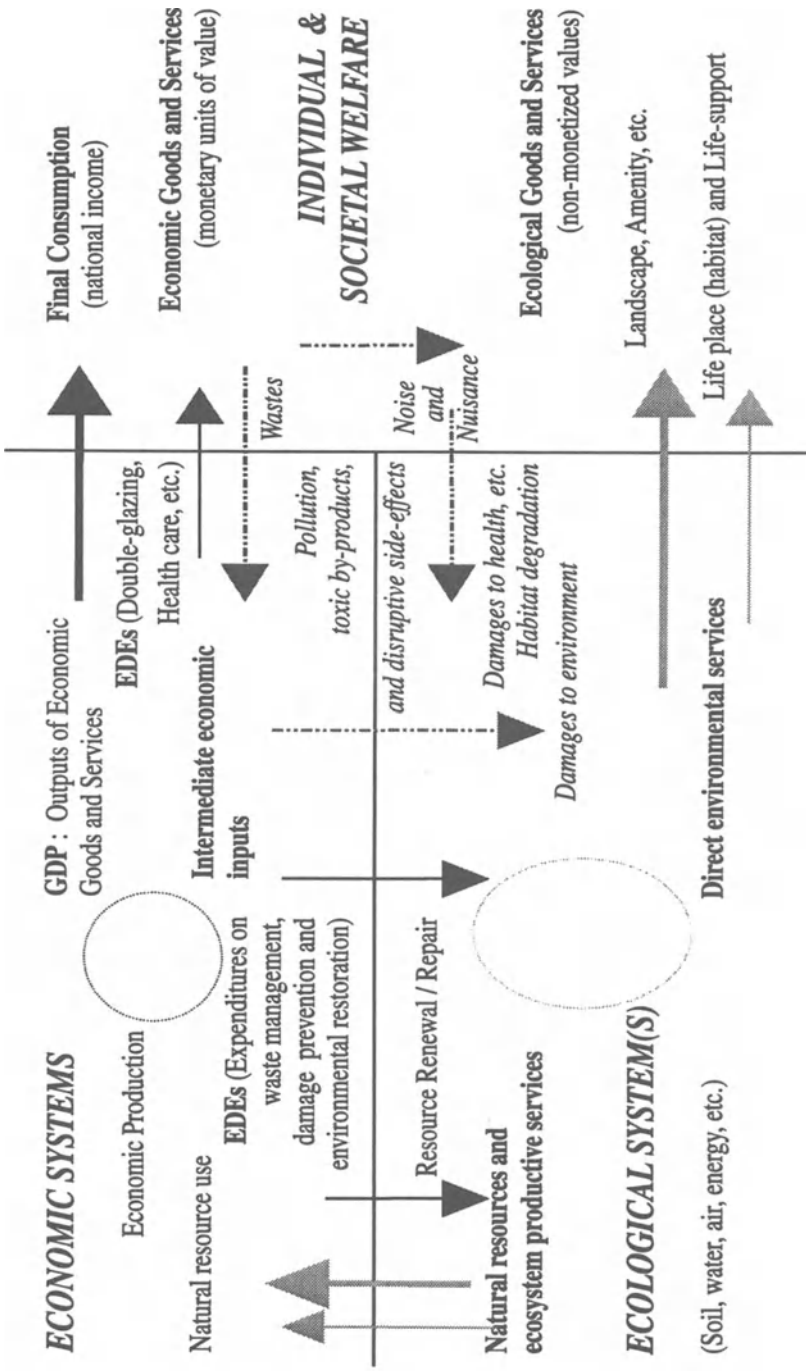 ECONOMIC SYSTEMS
Economic Production
Natural resource use
GDP : Outputs of Economic
Goods and Services
EDEs (Double-glazing,
Health care, etc.)
Intermediate economic
inputs
EDEs (Expenditures on
waste management,
damage prevention and
environmental restoration)
Final Consumption
(national income)
Economic Goods and Services
(monetary units of value)
Wastes
INDIVIDUAL &
SOCIETAL WELFARE
Pollution,
toxic by-products,
and disruptive side-effects
Noise
and
Nuisance
Resource Renewal / Repair
Natural resources and
ecosystem productive services
Damages to health, etc.
Habitat degradation
Damages to environment
Ecological Goods and Services
(non-monetized values)
Landscape, Amenity, etc.
Life place (habitat) and Life-support
ECOLOGICAL SYSTEM(S)
(Soil, water, air, energy, etc.)
Direct environmental services